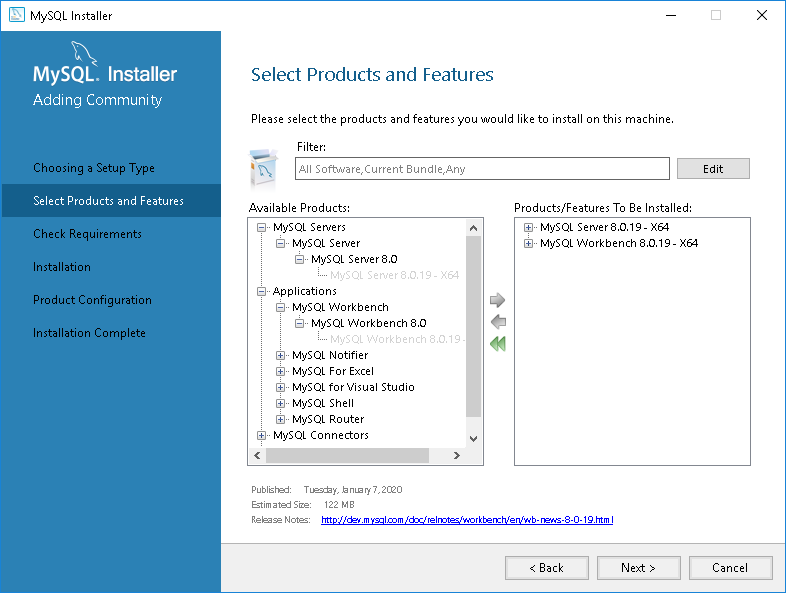 MySQL Installer
MySQL. Installer
Adding Community
Choosing a Setup Type
Select Products and Features
Check Requirements
Installation
Product Configuration
Installation Complete
Select Products and Features
Please select the products and features you would like to install on this machine.
Filter:
All Software,Current Bundle,Any
Edit
Available Products:
MySQL Servers
MySQL Server
MySQL Server 8.0
MySQL Server 8.0.19 - X64
Applications
MySQL Workbench
MySQL Workbench 8.0
MySQL Workbench 8.0.19 -
MySQL Notifier
MySQL For Excel
MySQL for Visual Studio
MySQL Shell
MySQL Router
MySQL Connectors
Products/Features To Be Installed:
MySQL Server 8.0.19 - X64
MySQL Workbench 8.0.19 - X64
Published: Tuesday, January 7, 2020
Estimated Size: 122 MB
Release Notes: http://dev.mysql.com/doc/relnotes/workbench/en/wb-news-8-0-19.html
< Back
Next >
Cancel